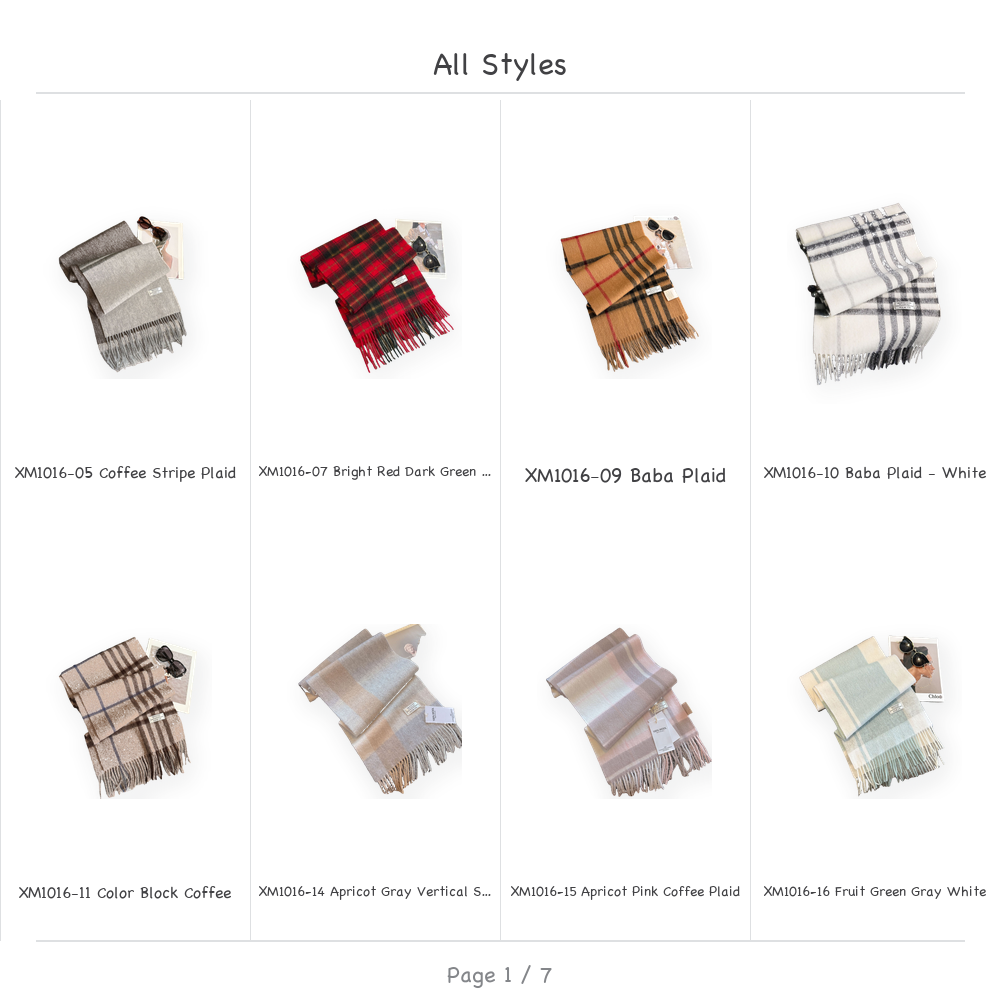 All Styles
XM1016-05 Coffee Stripe Plaid
XM1016-07 Bright Red Dark Green ...
XM1016-09 Baba Plaid
XM1016-10 Baba Plaid - White
XM1016-11 Color Block Coffee
XM1016-14 Apricot Gray Vertical S...
XM1016-15 Apricot Pink Coffee Plaid
Chloé
XM1016-16 Fruit Green Gray White
Page 1 / 7